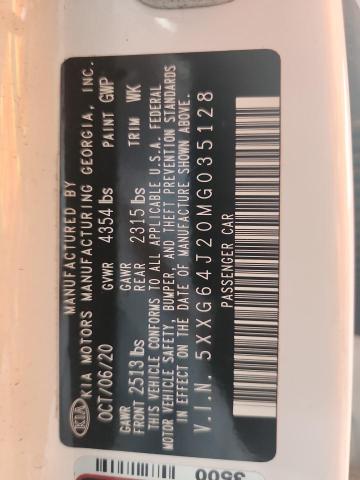 MANUFACTURED BY
KIA KIA MOTORS MANUFACTURING GEORGIA, INC.
OCT/06/20 GVWR 4354 lbs PAINT GWP
GAWR FRONT 2513 lbs GAWR REAR 2315 lbs TRIM WK
THIS VEHICLE CONFORMS TO ALL APPLICABLE U.S.A. FEDERAL
MOTOR VEHICLE SAFETY, BUMPER, AND THEFT PREVENTION STANDARDS
IN EFFECT ON THE DATE OF MANUFACTURE SHOWN ABOVE.
V.I.N. 5XXG64J20MG035128
PASSENGER CAR
3500